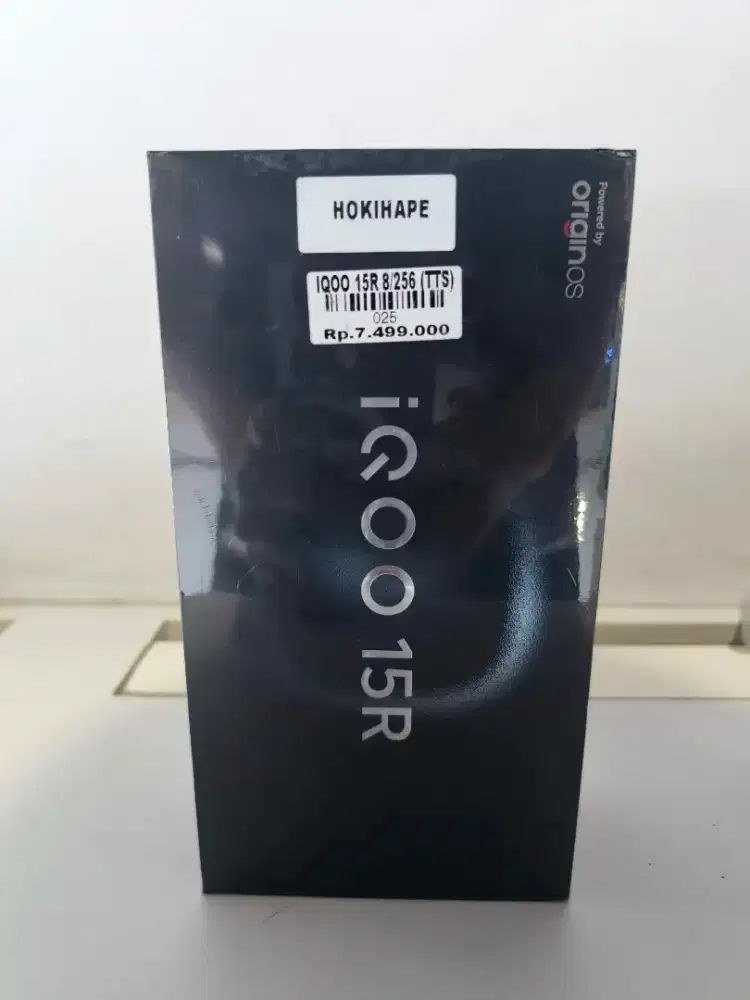 HOKIHAPE
IQOO 15R 8/256 (TTS)
025
Rp.7.499.000
Powered by
originOS
iQOO 15R